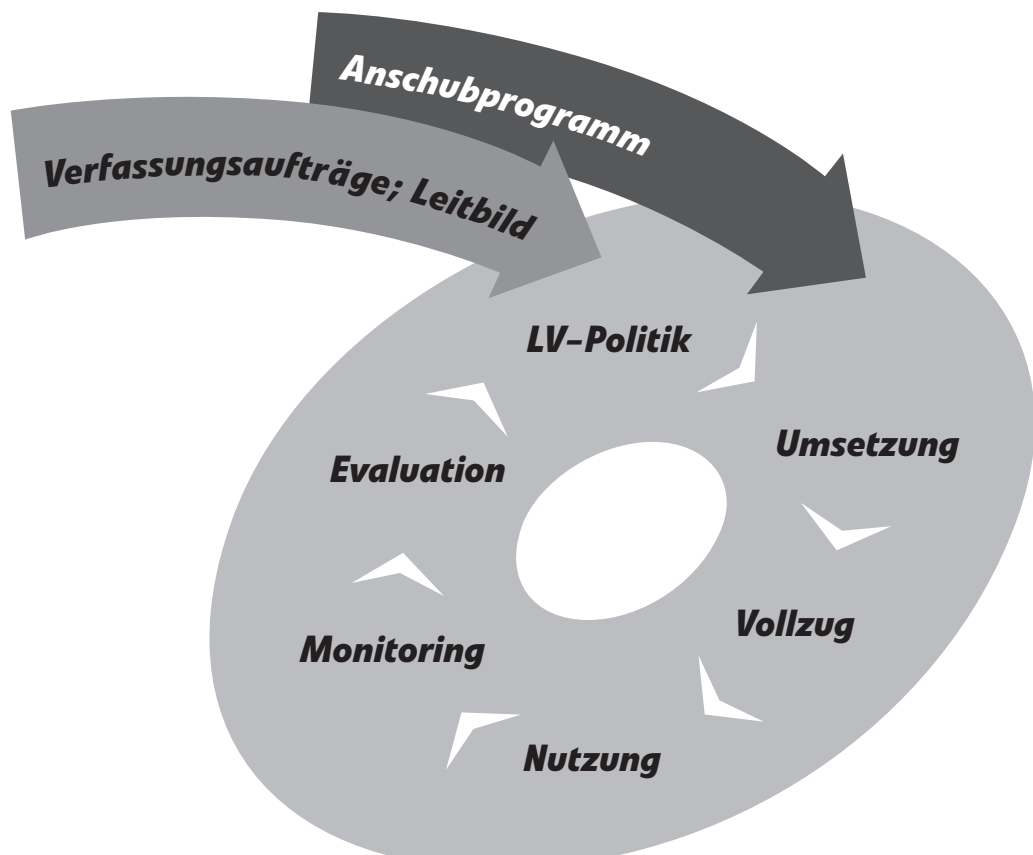 Anschubprogramm
Verfassungsaufträge; Leitbild
LV–Politik
Umsetzung
Evaluation
Vollzug
Monitoring
Nutzung